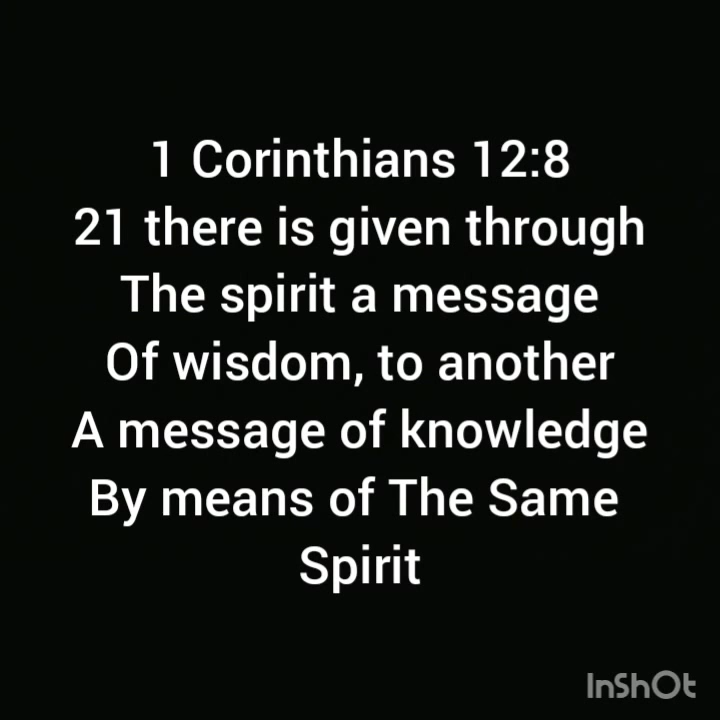 1 Corinthians 12:8
21 there is given through
The spirit a message
Of wisdom, to another
A message of knowledge
By means of The Same
Spirit
InShOt